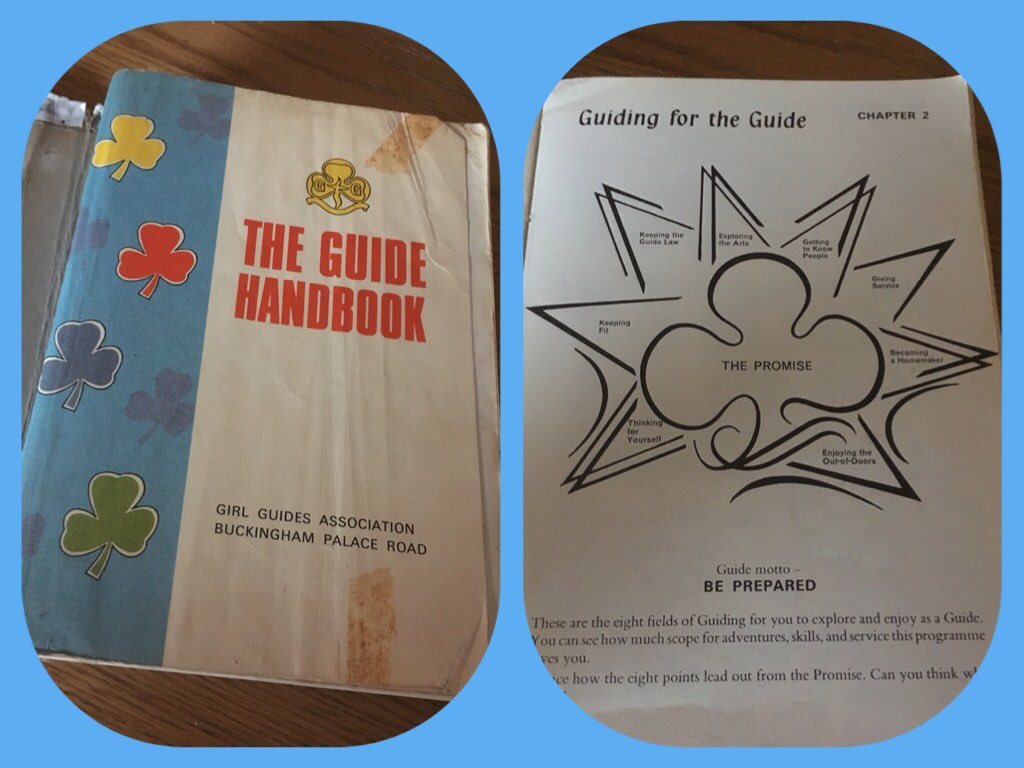 G G
THE GUIDE
HANDBOOK
GIRL GUIDES ASSOCIATION
BUCKINGHAM PALACE ROAD
Guiding for the Guide
CHAPTER 2
Keeping the
Guide Law
Exploring
the Arts
Getting
to Know
People
Giving
Service
Keeping
Fit
Becoming
a Homemaker
THE PROMISE
Thinking
for
Yourself
Enjoying the
Out-of-Doors
Guide motto –
BE PREPARED
These are the eight fields of Guiding for you to explore and enjoy as a Guide.
You can see how much scope for adventures, skills, and service this programme
you.
how the eight points lead out from the Promise. Can you think